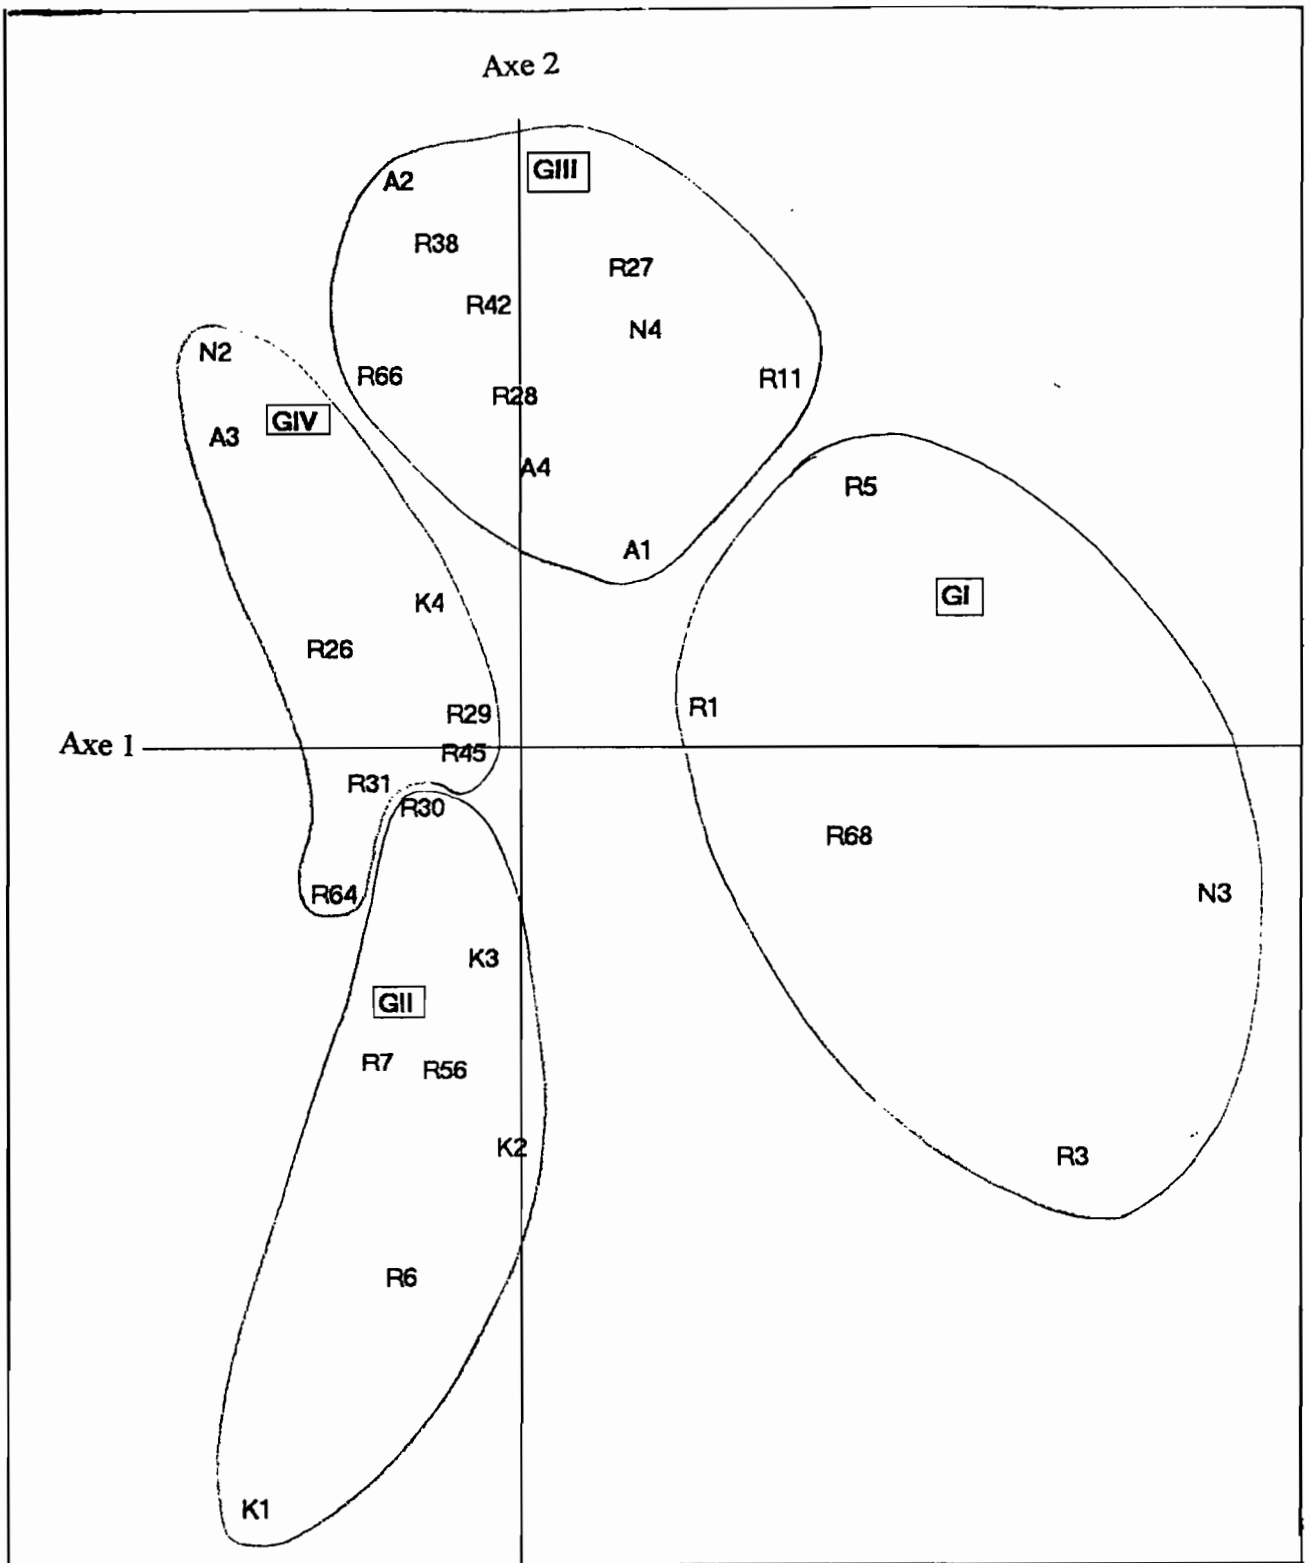 Axe 2
GIII
A2
R38
R27
R42
N4
N2
R66
R11
R28
GIV
A3
A4
R5
A1
GI
K4
R26
R1
R29
Axe 1
R45
R31
R30
R68
R64
N3
K3
GII
R7
R56
K2
R3
R6
K1